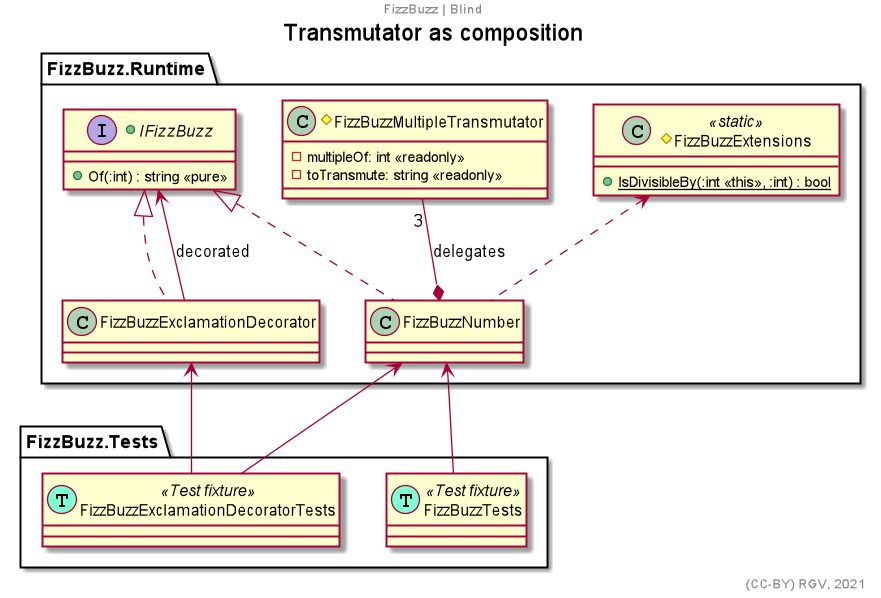 FizzBuzz | Blind
Transmutator as composition
FizzBuzz.Runtime
I IFizzBuzz
Of(:int) : string «pure»
C FizzBuzzMultipleTransmutator
multipleOf: int «readonly»
toTransmute: string «readonly»
C «static»
FizzBuzzExtensions
IsDivisibleBy(:int «this», :int) : bool
3
decorated
delegates
C FizzBuzzExclamationDecorator
C FizzBuzzNumber
FizzBuzz.Tests
T «Test fixture»
FizzBuzzExclamationDecoratorTests
T «Test fixture»
FizzBuzzTests
(CC-BY) RGV, 2021